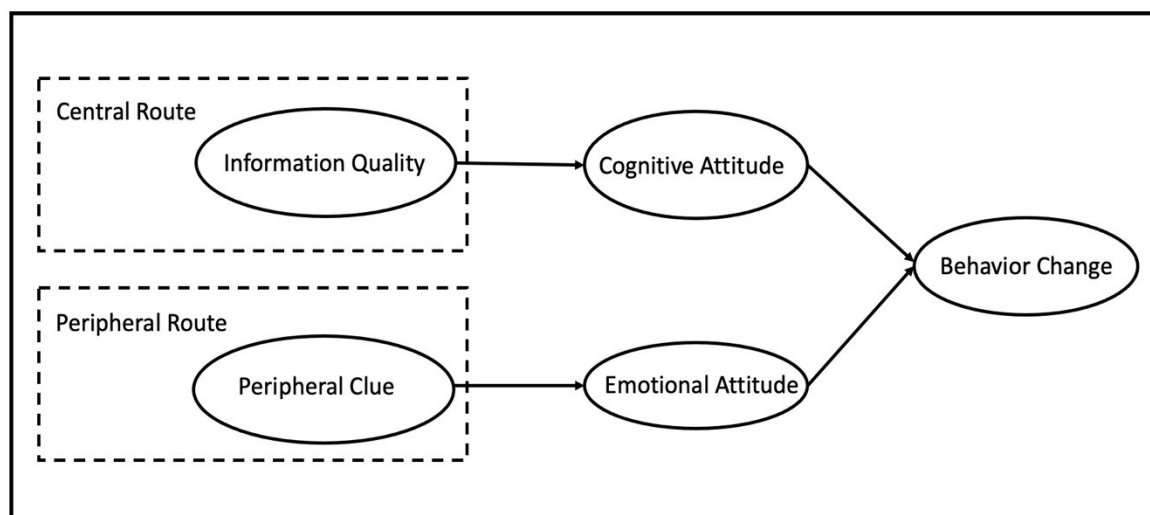 Central Route
Information Quality
Cognitive Attitude
Behavior Change
Peripheral Route
Peripheral Clue
Emotional Attitude